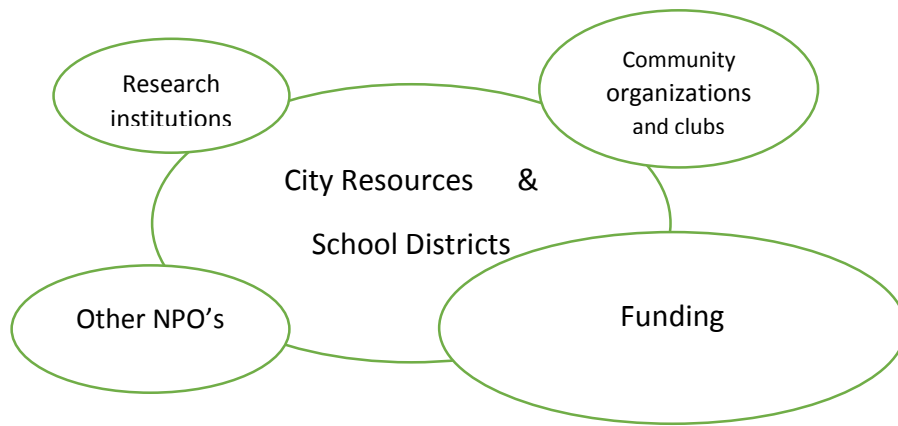 Research
institutions
Community
organizations
and clubs
City Resources &
School Districts
Other NPO’s
Funding